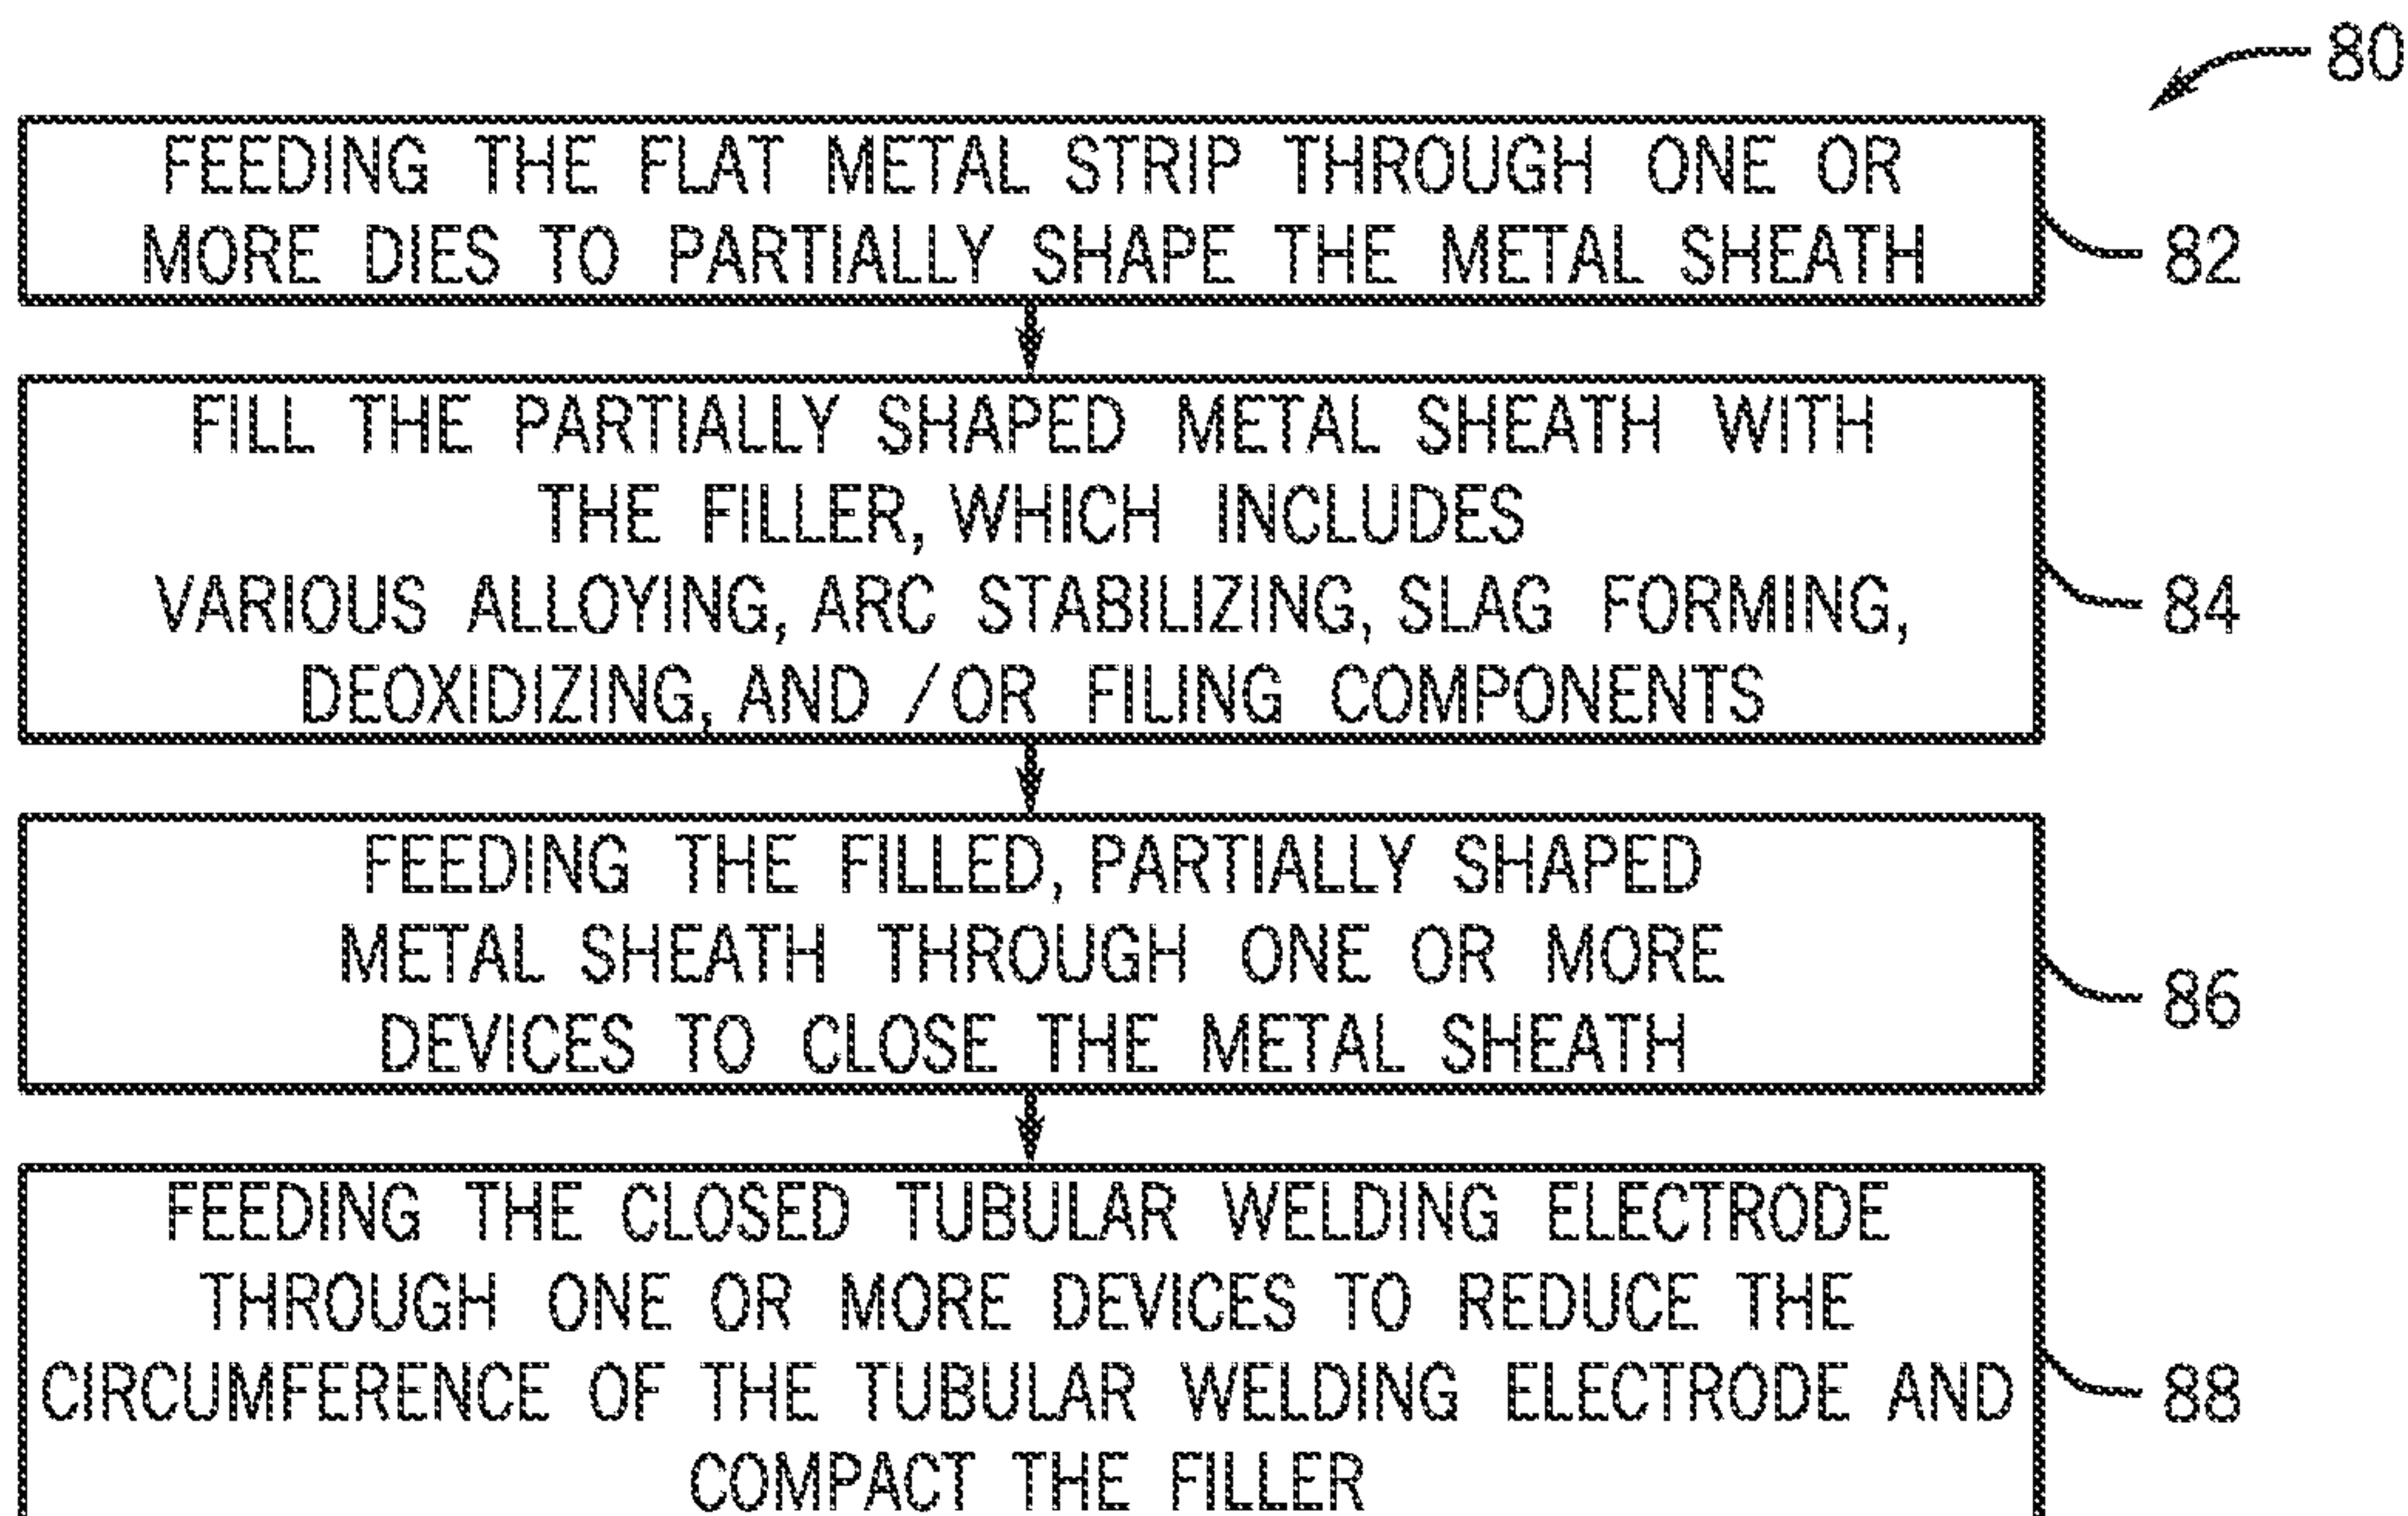 80
FEEDING THE FLAT METAL STRIP THROUGH ONE OR
MORE DIES TO PARTIALLY SHAPE THE METAL SHEATH
82
FILL THE PARTIALLY SHAPED METAL SHEATH WITH
THE FILLER, WHICH INCLUDES
VARIOUS ALLOYING, ARC STABILIZING, SLAG FORMING,
DEOXIDIZING, AND /OR FILING COMPONENTS
84
FEEDING THE FILLED, PARTIALLY SHAPED
METAL SHEATH THROUGH ONE OR MORE
DEVICES TO CLOSE THE METAL SHEATH
86
FEEDING THE CLOSED TUBULAR WELDING ELECTRODE
THROUGH ONE OR MORE DEVICES TO REDUCE THE
CIRCUMFERENCE OF THE TUBULAR WELDING ELECTRODE AND
COMPACT THE FILLER
88